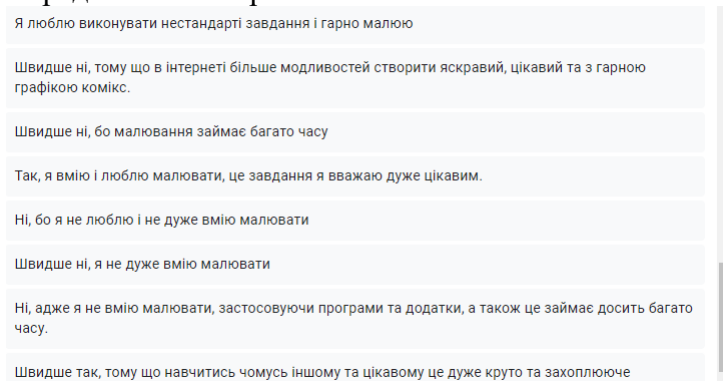 Я люблю виконувати нестандарті завдання і гарно малюю
Швидше ні, тому що в інтернеті більше модливостей створити яскравий, цікавий та з гарною
графікою комікс.
Швидше ні, бо малювання займає багато часу
Так, я вмію і люблю малювати, це завдання я вважаю дуже цікавим.
Ні, бо я не люблю і не дуже вмію малювати
Швидше ні, я не дуже вмію малювати
Ні, адже я не вмію малювати, застосовуючи програми та додатки, а також це займає досить багато
часу.
Швидше так, тому що навчитись чомусь іншому та цікавому це дуже круто та захоплююче